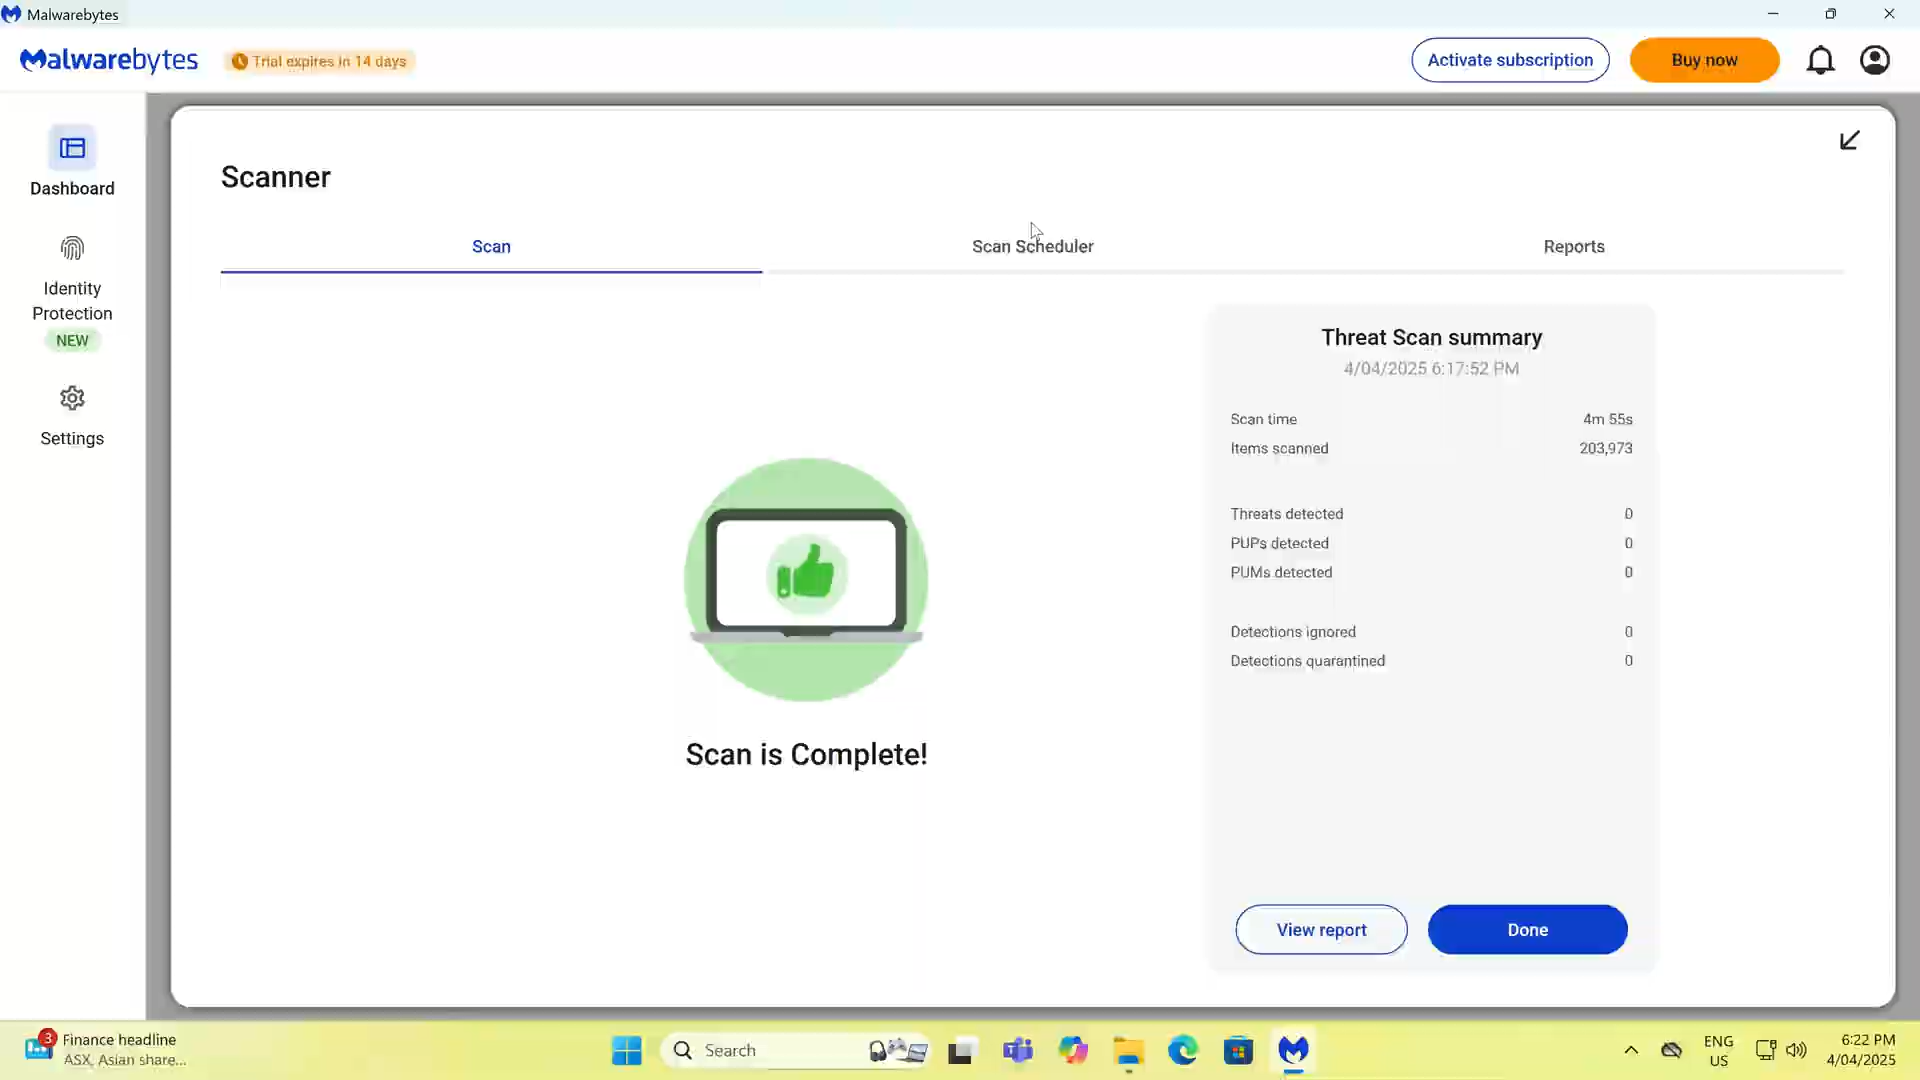 Malwarebytes
Malwarebytes
Trial expires in 14 days
Activate subscription
Buy now
Dashboard
Identity
Protection
NEW
Settings
Scanner
Scan
Scan Scheduler
Reports
Scan is Complete!
Threat Scan summary
4/04/2025 6:17:52 PM
Scan time 4m 55s
Items scanned 203,973
Threats detected 0
PUPs detected 0
PUMs detected 0
Detections ignored 0
Detections quarantined 0
View report
Done
3
Finance headline
ASX, Asian share...
Search
ENG
US
6:22 PM
4/04/2025